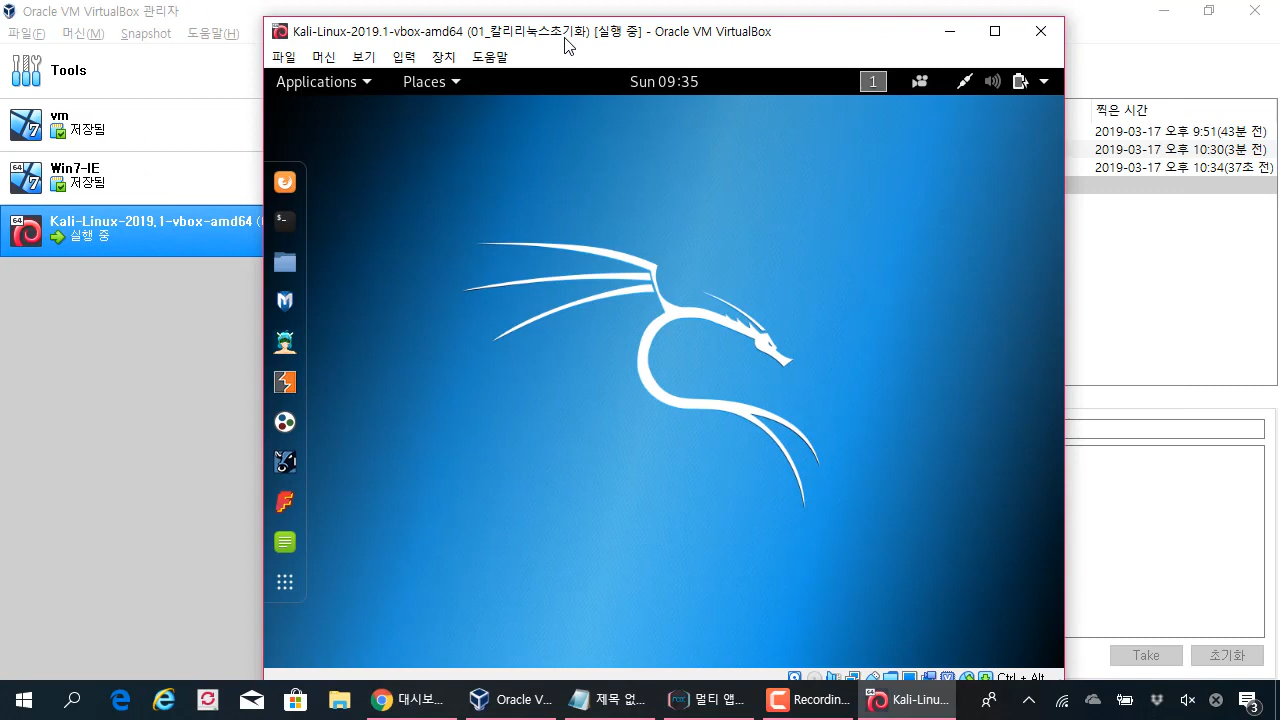 Oracle VM VirtualBox 관리자
파일(F) 머신(M) Snapshot 도움말(H)
Tools
vm
저장됨
Win7-IE
저장됨
Kali-Linux-2019.1-vbox-amd64 (
실행 중
Kali-Linux-2019.1-vbox-amd64 (01_칼리리눅스초기화) [실행 중] - Oracle VM VirtualBox
파일 머신 보기 입력 장치 도움말
Applications Places Sun 09:35 1
찍은 시간
2019-03-17 오후 9:51(43분 전)
2019-03-17 오후 10:30(3분 전)
2019-03-17 오후 10:34(37초 전)
Take 초기화
Ctrl + Alt
대시보... Oracle V... 제목 없... 멀티 앱... Recording... Kali-Linu... 3